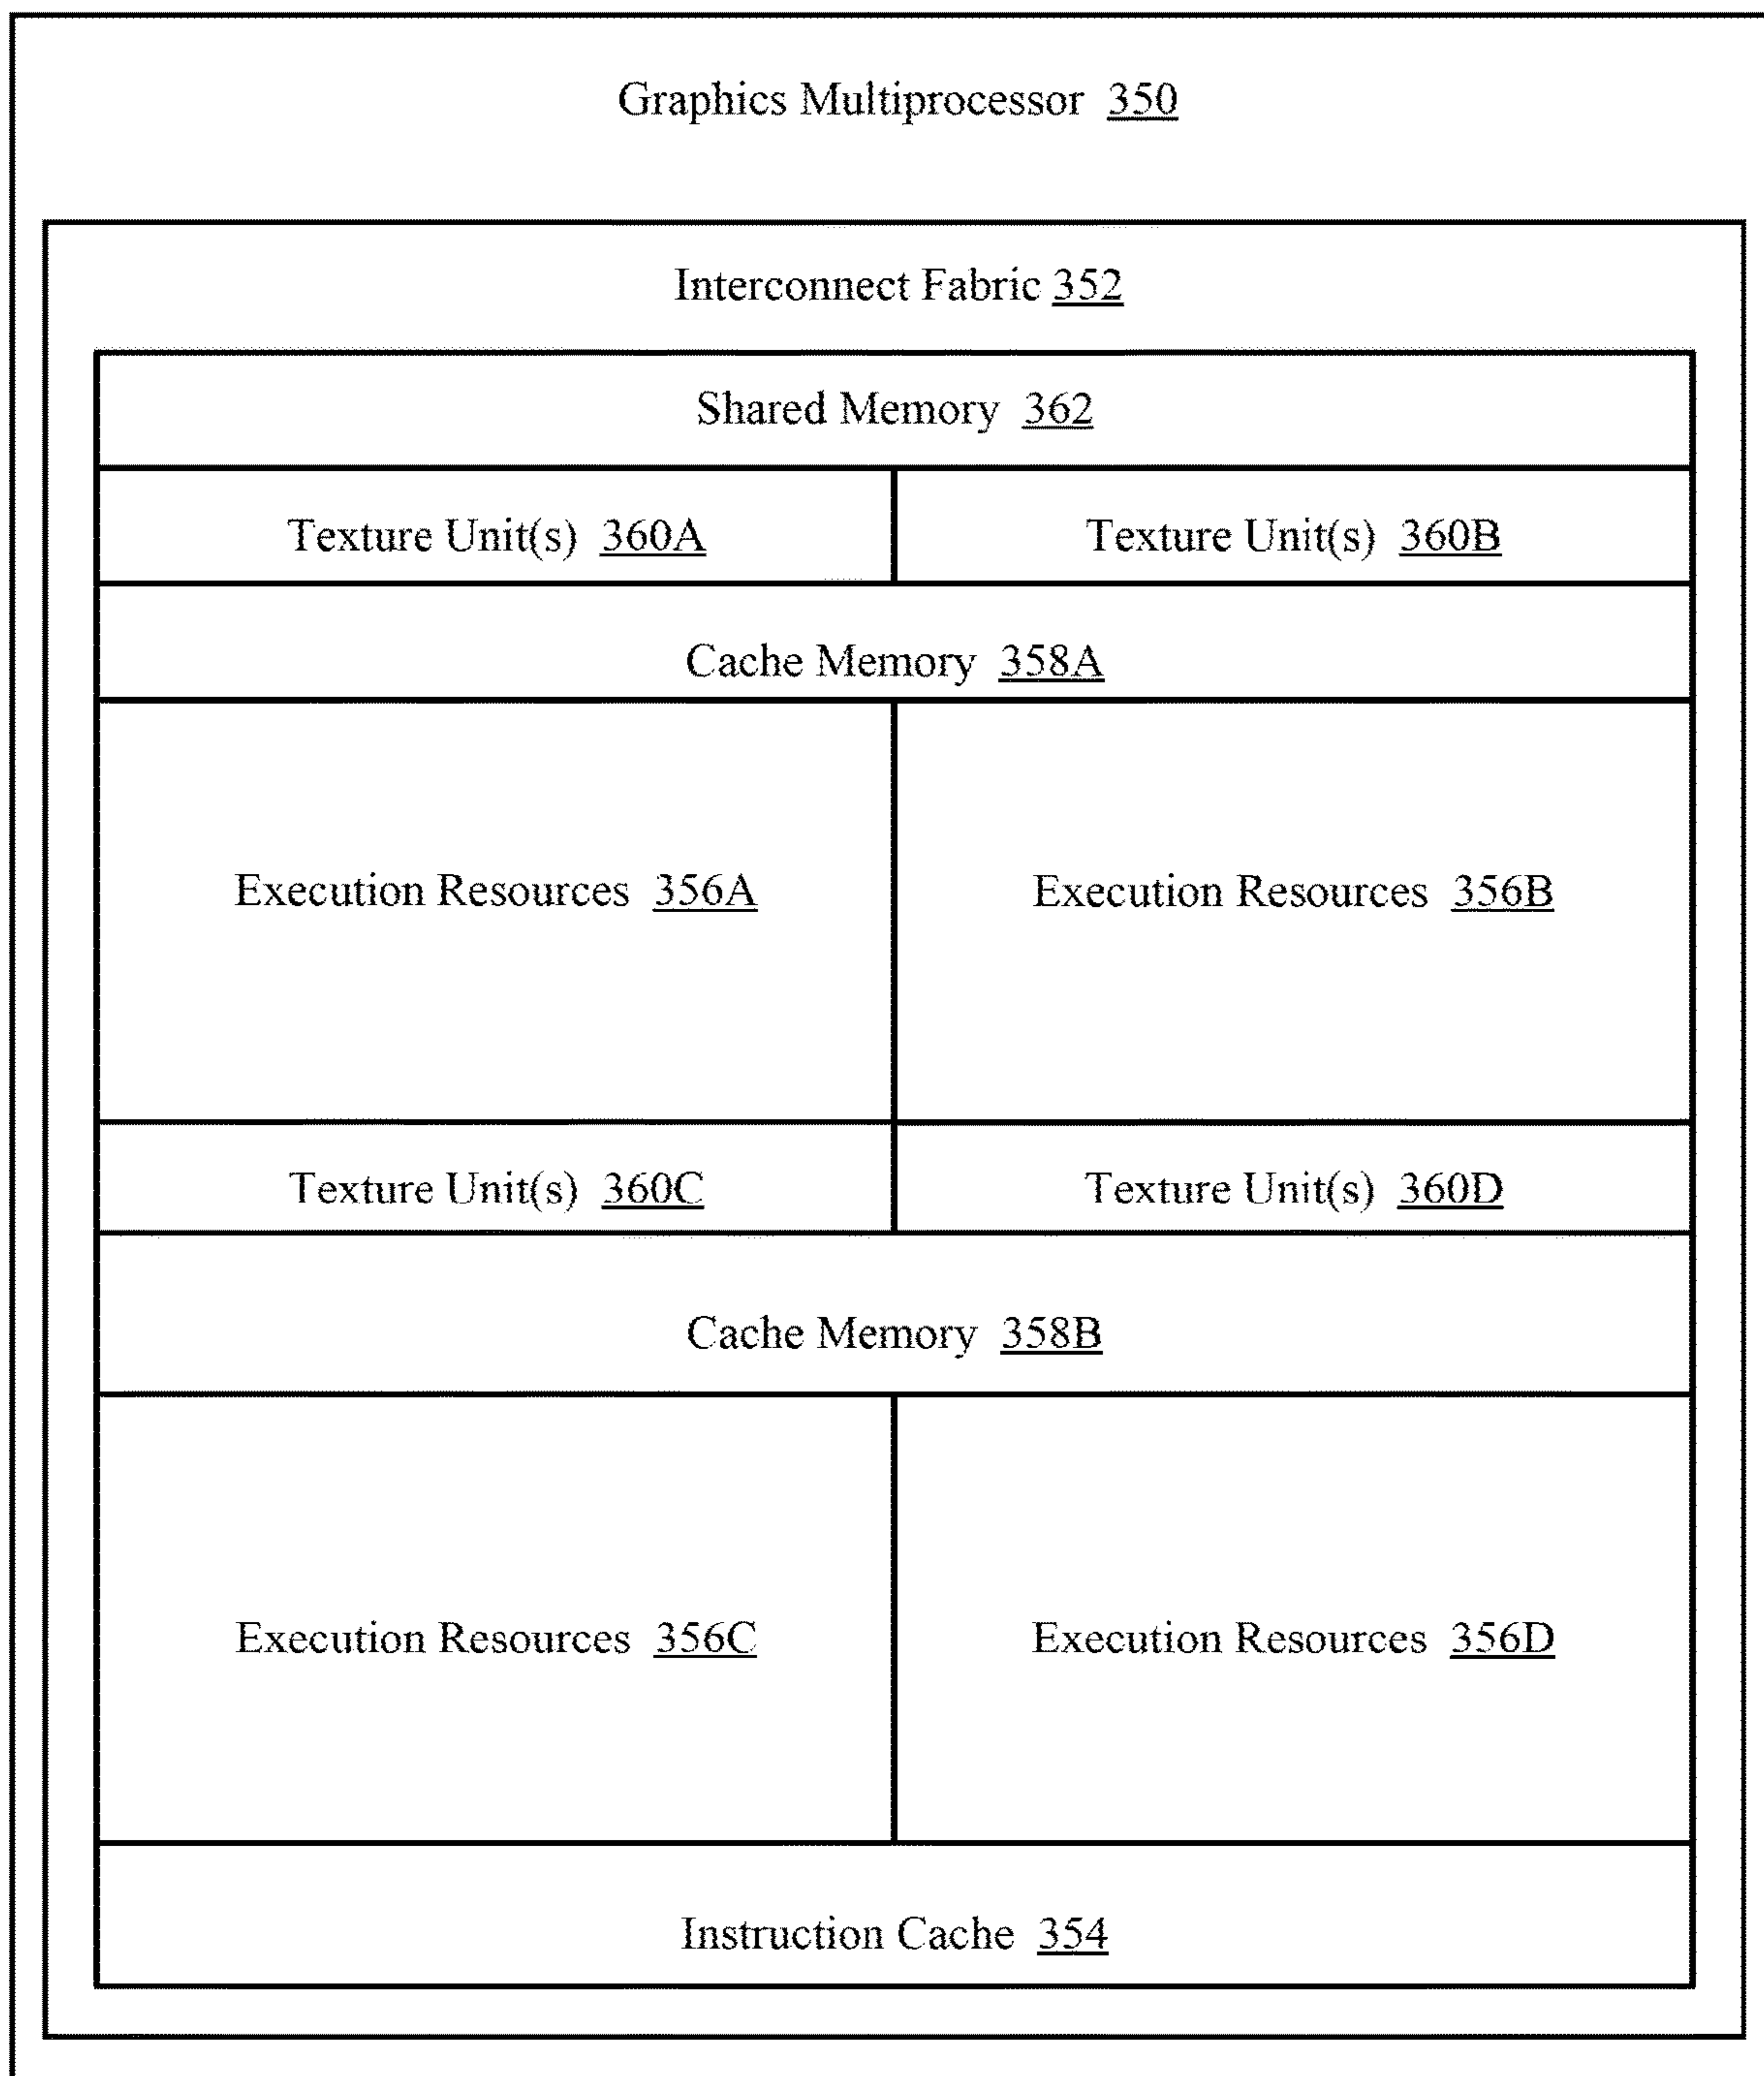 Graphics Multiprocessor 350
Interconnect Fabric 352
Shared Memory 362
Texture Unit(s) 360A
Texture Unit(s) 360B
Cache Memory 358A
Execution Resources 356A
Execution Resources 356B
Texture Unit(s) 360C
Texture Unit(s) 360D
Cache Memory 358B
Execution Resources 356C
Execution Resources 356D
Instruction Cache 354